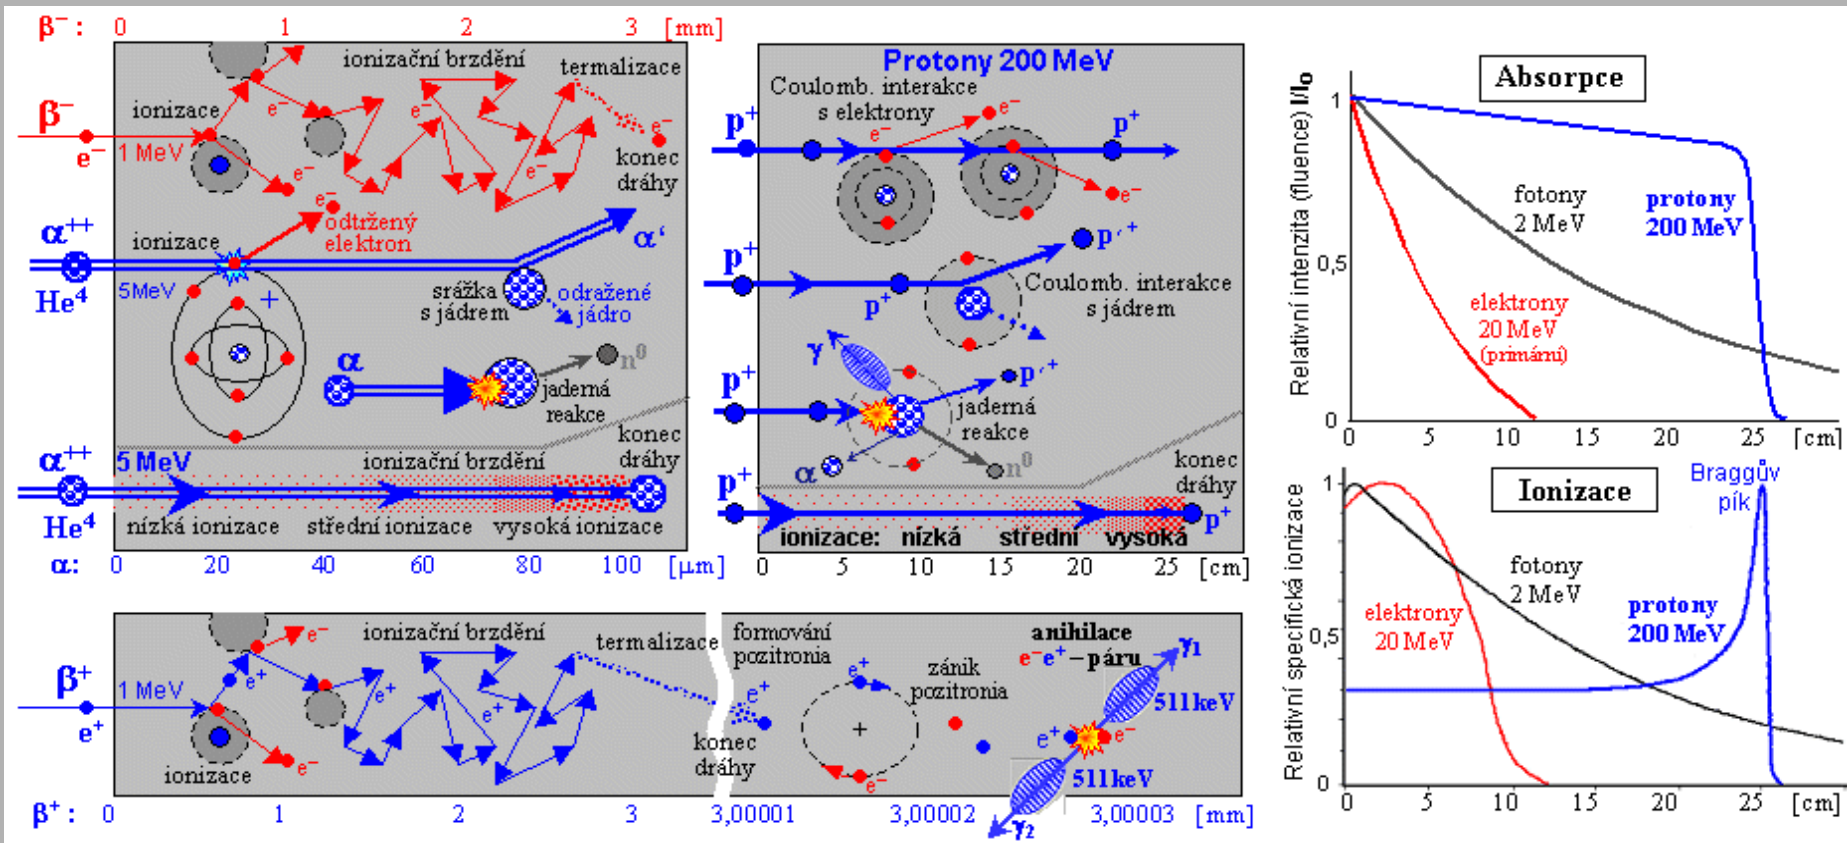 β⁻ : 0 1 2 3 [mm]
ionizační brzdění
termalizace
ionizace
e⁻ e⁻ e⁻ e⁻
β⁻
e⁻
1 MeV
e⁻ e⁻
konec
dráhy
e⁻
odtržený
elektron
α⁺⁺
ionizace
α‘
He⁴
5MeV
+
srážka
s jádrem
odražené
jádro
α
n⁰
jaderná
reakce
konec
dráhy
α⁺⁺
5 MeV
ionizační brzdění
He⁴
nízká ionizace střední ionizace vysoká ionizace
α: 0 20 40 60 80 100 [μm]
Protony 200 MeV
Coulomb. interakce
s elektrony
e⁻
p⁺ p⁺
e⁻
e⁻
p⁺
p‘⁺
p⁺
Coulomb. interakce
s jádrem
γ
p⁺
p‘⁺
jaderná
reakce
α
n⁰
konec
dráhy
p⁺
p⁺
ionizace: nízká střední vysoká
0 5 10 15 20 25 [cm]
β⁺
e⁺
1 MeV
e⁻
e⁺
e⁻
ionizace
ionizační brzdění
e⁺ e⁺ e⁺
termalizace
e⁺
konec
dráhy
formování
pozitronia
e⁺
+
e⁻
zánik
pozitronia
anihilace
e⁻e⁺–páru
γ₁
511keV
e⁺ e⁻
511keV
γ₂
β⁺ : 0 1 2 3 3,00001 3,00002 3,00003 [mm]
Absorpce
Relativní intenzita (fluence) I/I₀
1
0,5
0
fotony
2 MeV
protony
200 MeV
elektrony
20 MeV
(primární)
0 5 10 15 20 25 [cm]
Ionizace
Braggův
pík
Relativní specifická ionizace
1
0,5
0
fotony
2 MeV
elektrony
20 MeV
protony
200 MeV
0 5 10 15 20 25 [cm]